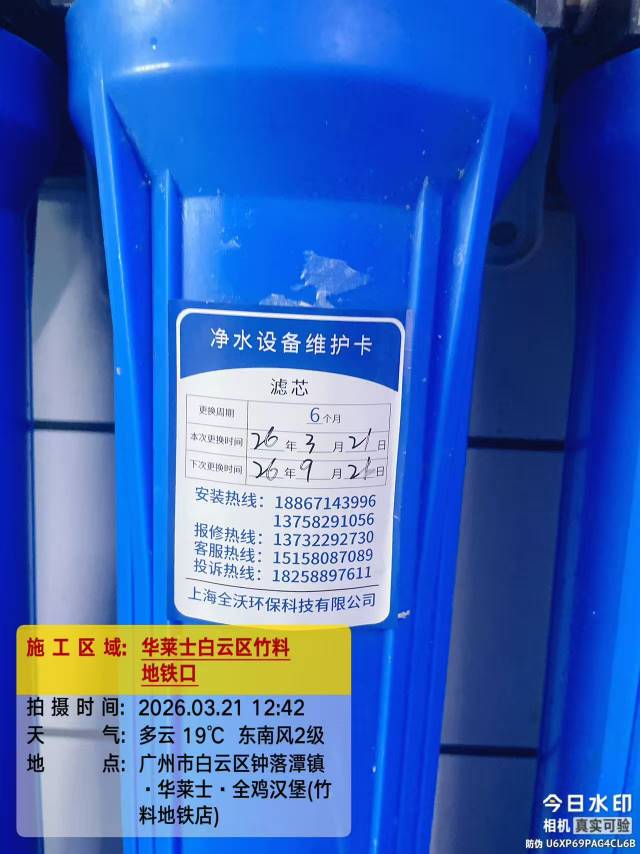 净水设备维护卡
滤芯
更换周期 6个月
本次更换时间 26年3月21日
下次更换时间 26年9月21日
安装热线: 18867143996
13758291056
报修热线: 13732292730
客服热线: 15158087089
投诉热线: 18258897611
上海全沃环保科技有限公司
施工区域: 华莱士白云区竹料
地铁口
拍摄时间: 2026.03.21 12:42
天气: 多云 19℃ 东南风2级
地点: 广州市白云区钟落潭镇
·华莱士·全鸡汉堡(竹
料地铁店)
今日水印
相机 真实可验
防伪 U6XP69PAG4CL6B